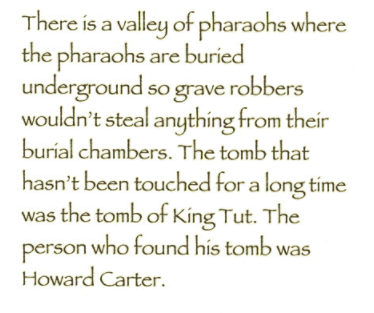 There is a valley of pharaohs where
the pharaohs are buried
underground so grave robbers
wouldn't steal anything from their
burial chambers. The tomb that
hasn't been touched for a long time
was the tomb of King Tut. The
person who found his tomb was
Howard Carter.